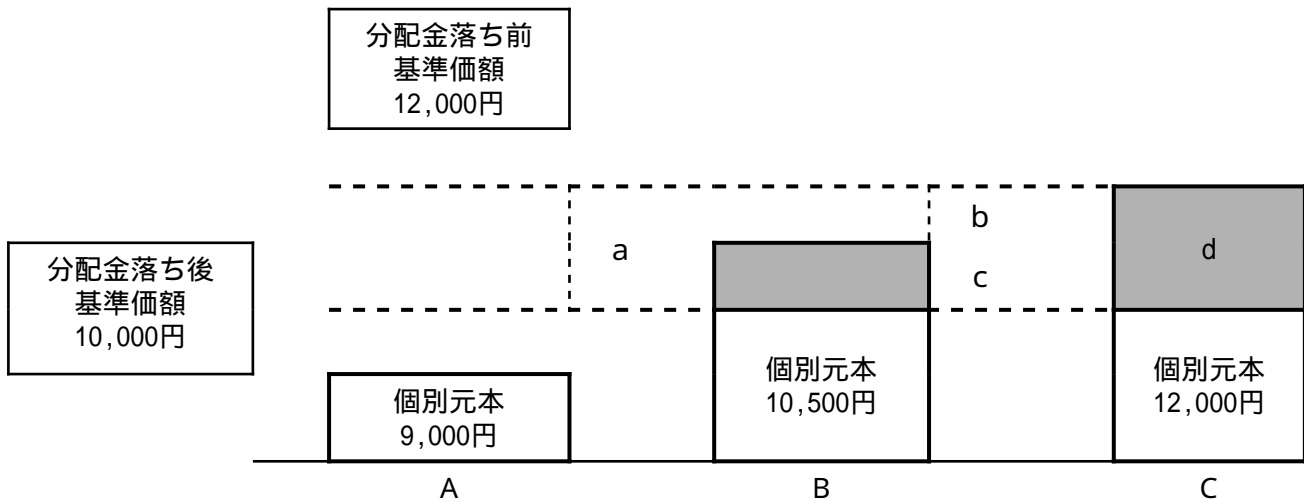 分配金落ち前
基準価額
12,000円
分配金落ち後
基準価額
10,000円
a
b
c
d
個別元本
9,000円
個別元本
10,500円
個別元本
12,000円
A
B
C